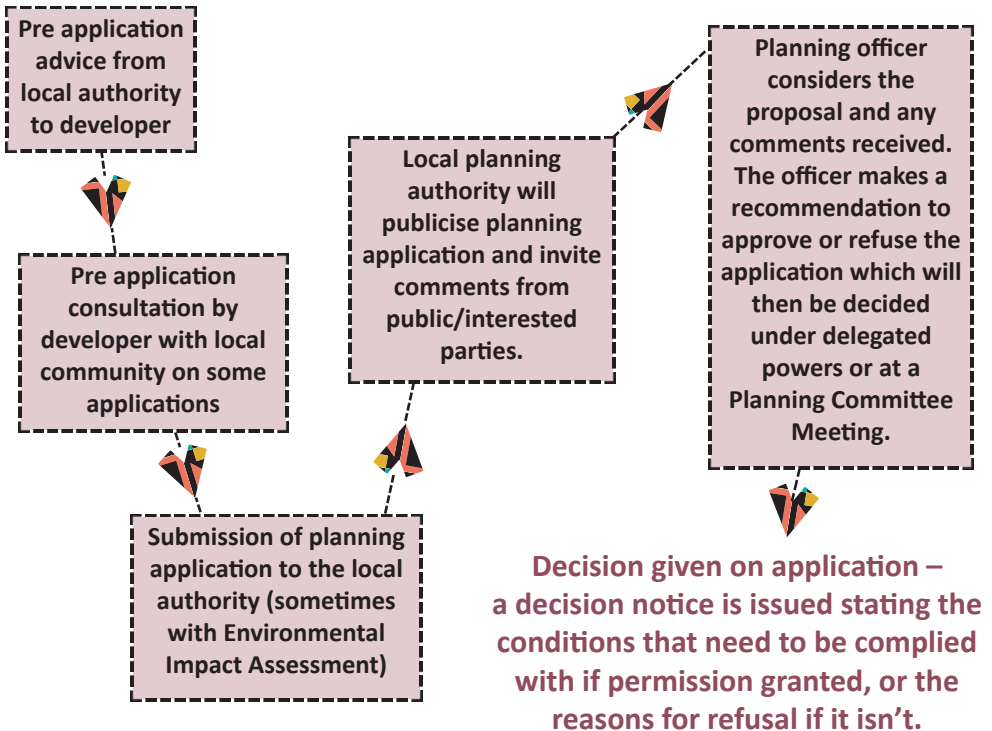 Pre application
advice from
local authority
to developer
Pre application
consultation by
developer with local
community on some
applications
Submission of planning
application to the local
authority (sometimes
with Environmental
Impact Assessment)
Local planning
authority will
publicise planning
application and invite
comments from
public/interested
parties.
Planning officer
considers the
proposal and any
comments received.
The officer makes a
recommendation to
approve or refuse the
application which will
then be decided
under delegated
powers or at a
Planning Committee
Meeting.
Decision given on application –
a decision notice is issued stating the
conditions that need to be complied
with if permission granted, or the
reasons for refusal if it isn’t.